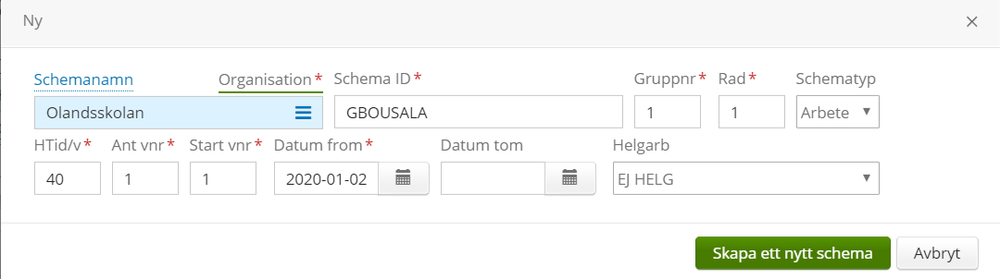 Ny
Schemanamn Organisation* Schema ID* Gruppnr* Rad* Schematyp
Olandsskolan GBOUSALA 1 1 Arbete
HTid/v* Ant vnr* Start vnr* Datum from* Datum tom Helgarb
40 1 1 2020-01-02 EJ HELG
Skapa ett nytt schema Avbryt